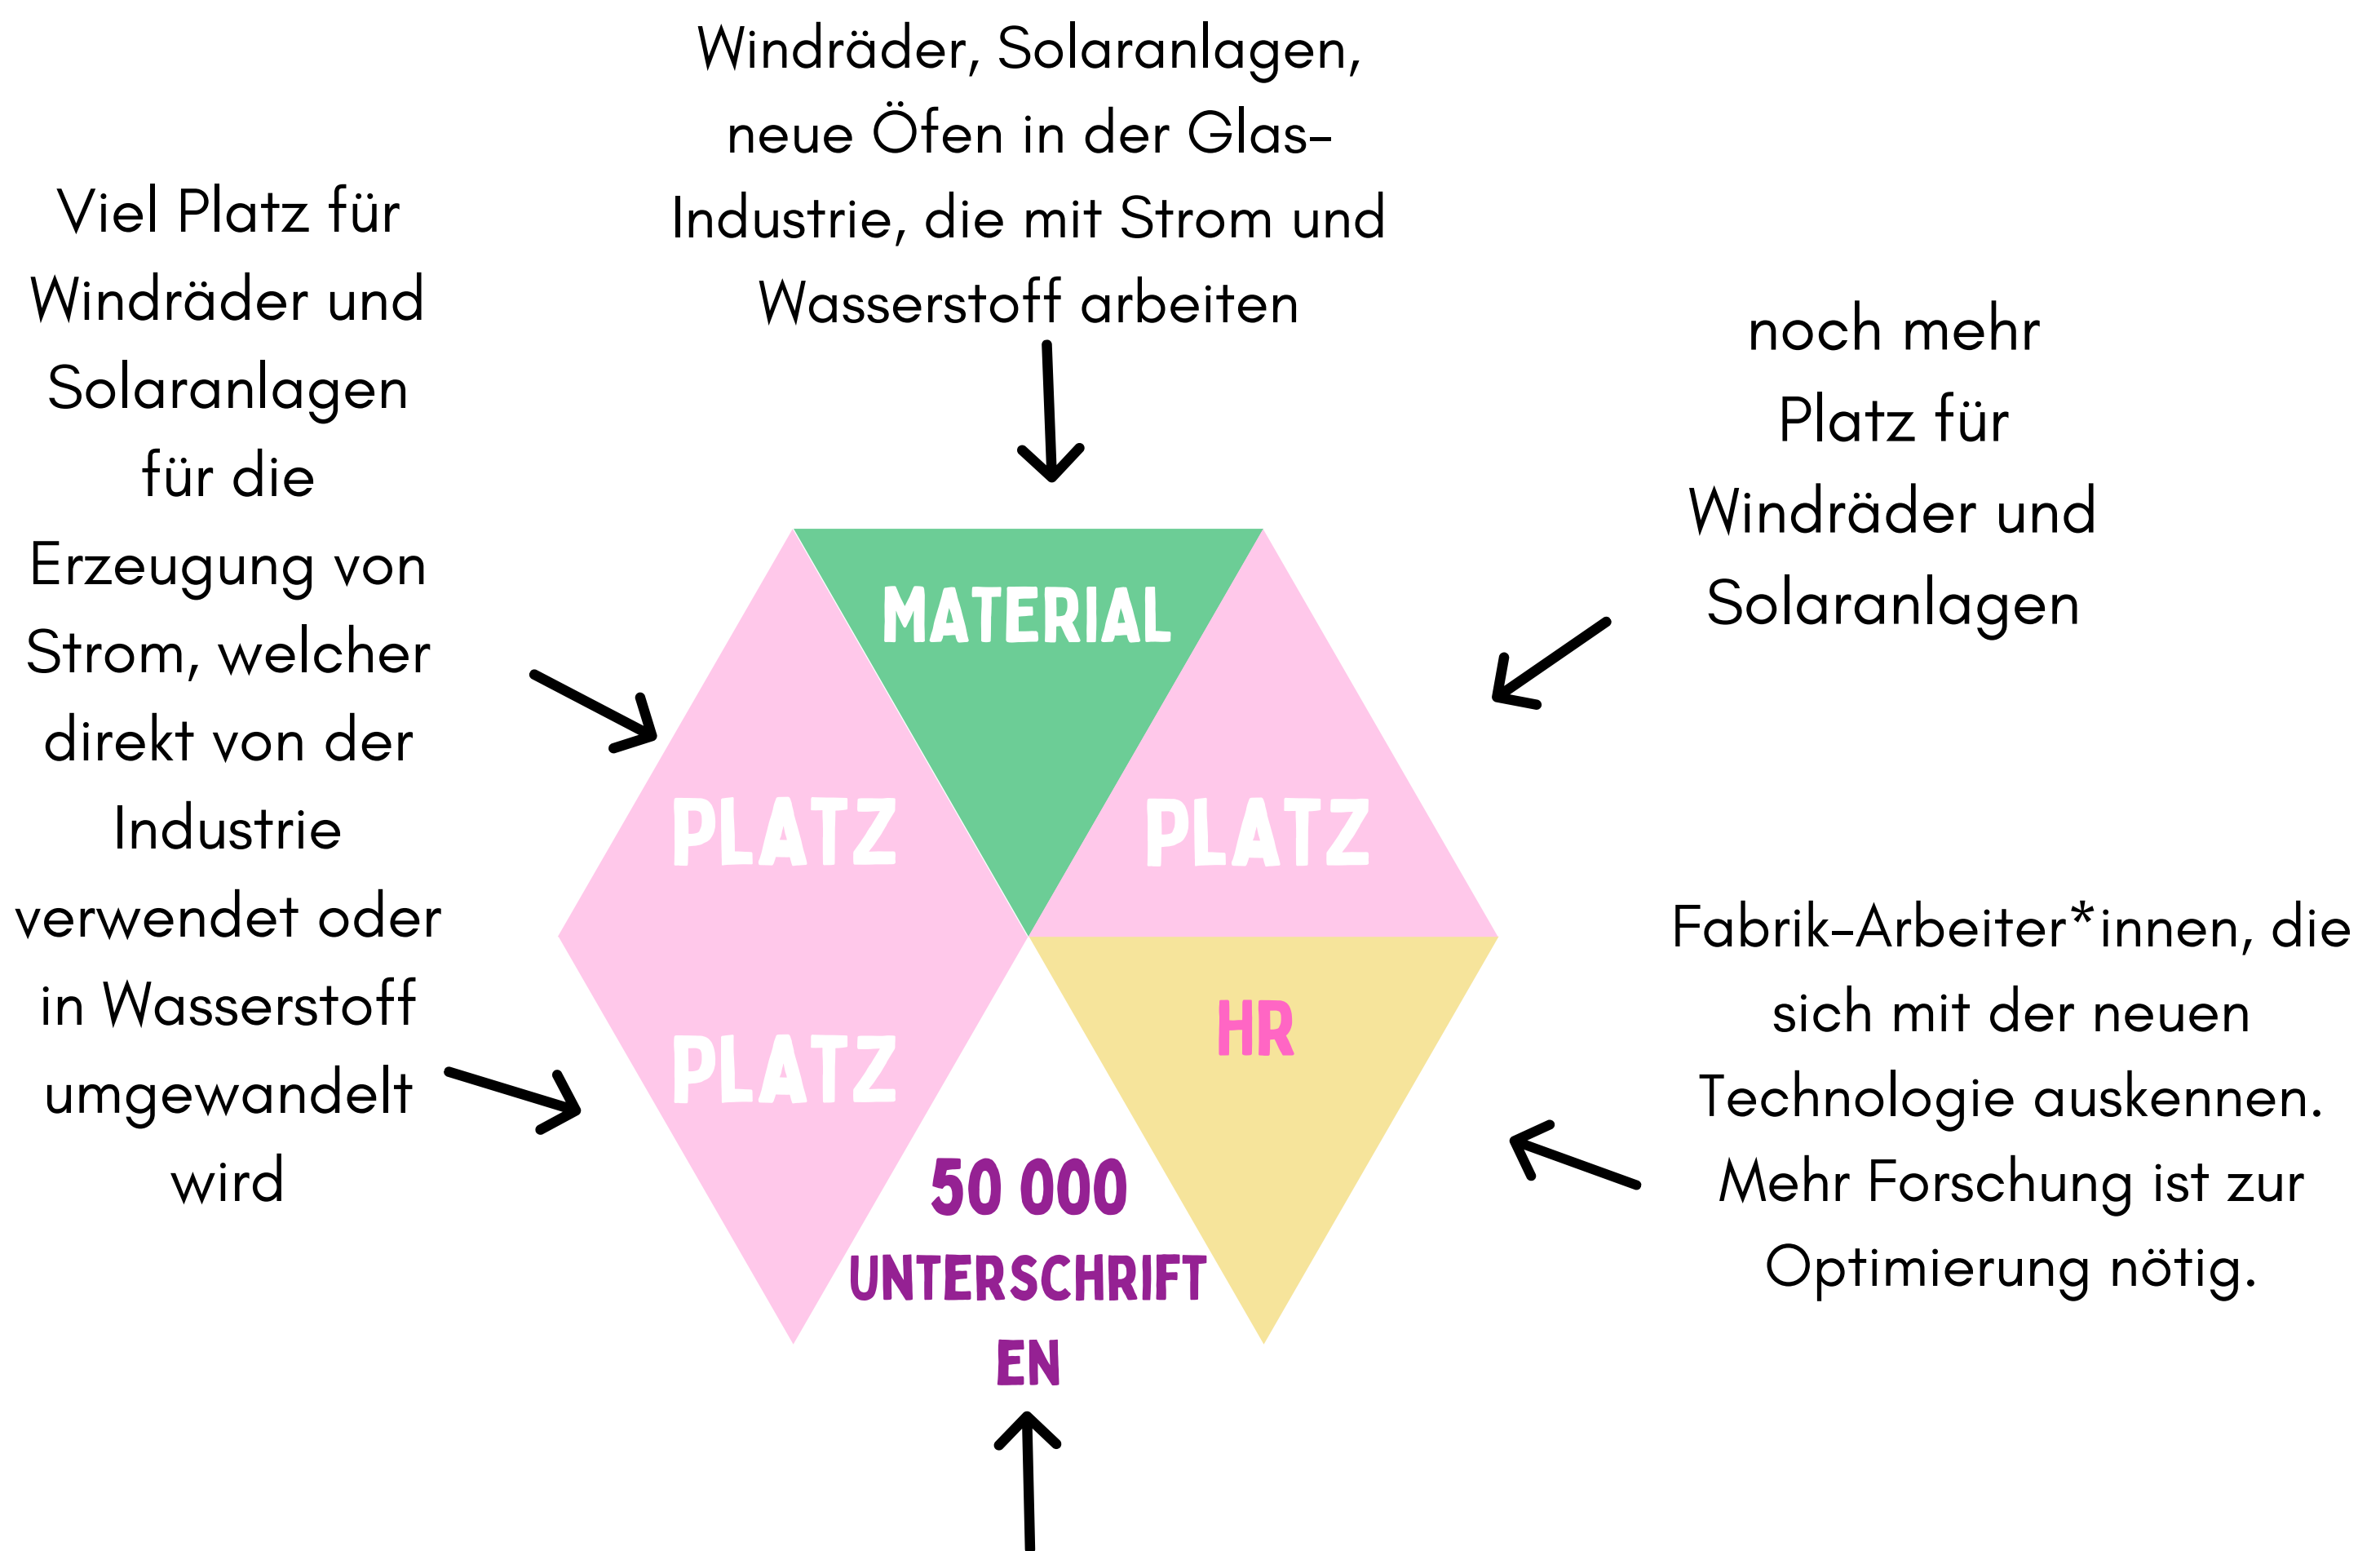 Windräder, Solaranlagen,
neue Öfen in der Glas-
Industrie, die mit Strom und
Wasserstoff arbeiten
Viel Platz für
Windräder und
Solaranlagen
für die
Erzeugung von
Strom, welcher
direkt von der
Industrie
verwendet oder
in Wasserstoff
umgewandelt
wird
noch mehr
Platz für
Windräder und
Solaranlagen
MATERIAL
PLATZ
PLATZ
PLATZ
HR
Fabrik-Arbeiter*innen, die
sich mit der neuen
Technologie auskennen.
Mehr Forschung ist zur
Optimierung nötig.
50 000
UNTERSCHRIFT
EN